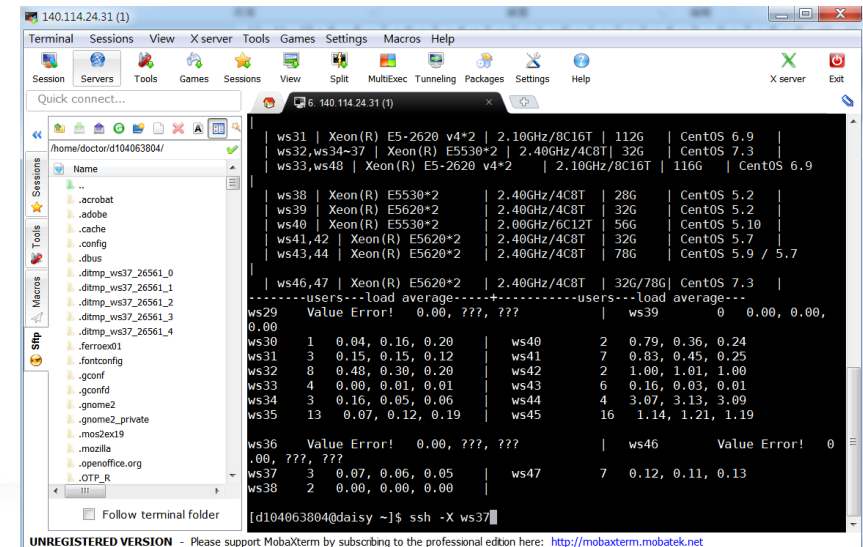 140.114.24.31 (1)
Terminal Sessions View X server Tools Games Settings Macros Help
Session Servers Tools Games Sessions View Split MultiExec Tunneling Packages Settings Help X server Exit
Quick connect...
6. 140.114.24.31 (1)
/home/doctor/d104063804/
Name
..
.acrobat
.adobe
.cache
.config
.dbus
.ditmp_ws37_26561_0
.ditmp_ws37_26561_1
.ditmp_ws37_26561_2
.ditmp_ws37_26561_3
.ditmp_ws37_26561_4
.ferroex01
.fontconfig
.gconf
.gconfd
.gnome2
.gnome2_private
.mos2ex19
.mozilla
.openoffice.org
.OTP_R
Follow terminal folder
Sessions
Tools
Macros
Sftp
|
| ws31 | Xeon(R) E5-2620 v4*2 | 2.10GHz/8C16T | 112G | CentOS 6.9 |
| ws32,ws34~37 | Xeon(R) E5530*2 | 2.40GHz/4C8T| 32G | CentOS 7.3 |
| ws33,ws48 | Xeon(R) E5-2620 v4*2 | 2.10GHz/8C16T | 116G | CentOS 6.9
|
| ws38 | Xeon(R) E5530*2 | 2.40GHz/4C8T | 28G | CentOS 5.2 |
| ws39 | Xeon(R) E5620*2 | 2.40GHz/4C8T | 32G | CentOS 5.2 |
| ws40 | Xeon(R) E5530*2 | 2.00GHz/6C12T | 56G | CentOS 5.10 |
| ws41,42 | Xeon(R) E5620*2 | 2.40GHz/4C8T | 32G | CentOS 5.7 |
| ws43,44 | Xeon(R) E5620*2 | 2.40GHz/4C8T | 78G | CentOS 5.9 / 5.7
|
| ws46,47 | Xeon(R) E5620*2 | 2.40GHz/4C8T | 32G/78G| CentOS 7.3 |
--------users---load average-----+-----------users---load average---
ws29 Value Error! 0.00, ???, ??? | ws39 0 0.00, 0.00,
0.00
ws30 1 0.04, 0.16, 0.20 | ws40 2 0.79, 0.36, 0.24
ws31 3 0.15, 0.15, 0.12 | ws41 7 0.83, 0.45, 0.25
ws32 8 0.48, 0.30, 0.20 | ws42 2 1.00, 1.01, 1.00
ws33 4 0.00, 0.01, 0.01 | ws43 6 0.16, 0.03, 0.01
ws34 3 0.16, 0.05, 0.06 | ws44 4 3.07, 3.13, 3.09
ws35 13 0.07, 0.12, 0.19 | ws45 16 1.14, 1.21, 1.19
ws36 Value Error! 0.00, ???, ??? | ws46 Value Error! 0
.00, ???, ???
ws37 3 0.07, 0.06, 0.05 | ws47 7 0.12, 0.11, 0.13
ws38 2 0.00, 0.00, 0.00 |
[d104063804@daisy ~]$ ssh -X ws37
UNREGISTERED VERSION - Please support MobaXterm by subscribing to the professional edition here: http://mobaxterm.mobatek.net